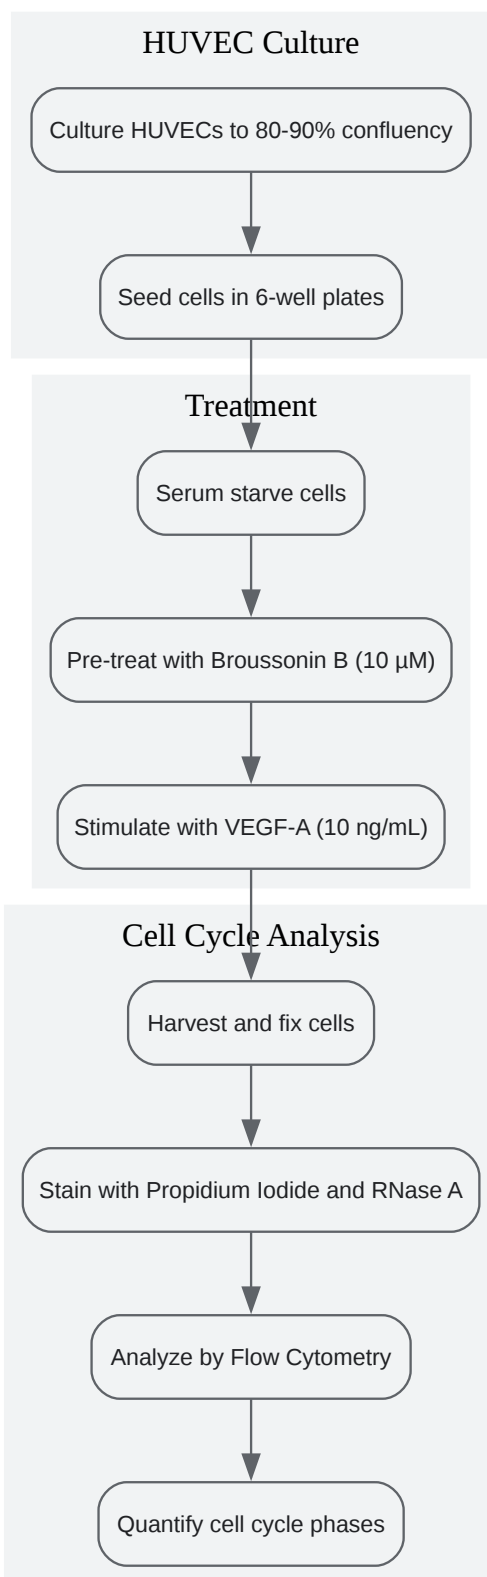 HUVEC Culture
Culture HUVECs to 80-90% confluency
Seed cells in 6-well plates
Treatment
Serum starve cells
Pre-treat with Broussonin B (10 µM)
Stimulate with VEGF-A (10 ng/mL)
Cell Cycle Analysis
Harvest and fix cells
Stain with Propidium Iodide and RNase A
Analyze by Flow Cytometry
Quantify cell cycle phases